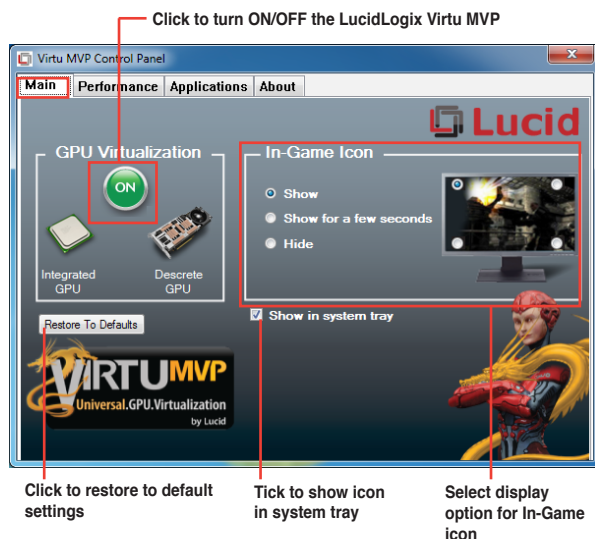 Click to turn ON/OFF the LucidLogix Virtu MVP
Virtu MVP Control Panel
Main Performance Applications About
Lucid
GPU Virtualization
ON
Integrated
GPU
Descrete
GPU
In-Game Icon
Show
Show for a few seconds
Hide
Restore To Defaults
Show in system tray
VIRTU MVP
Universal.GPU.Virtualization
by Lucid
Click to restore to default
settings
Tick to show icon
in system tray
Select display
option for In-Game
icon